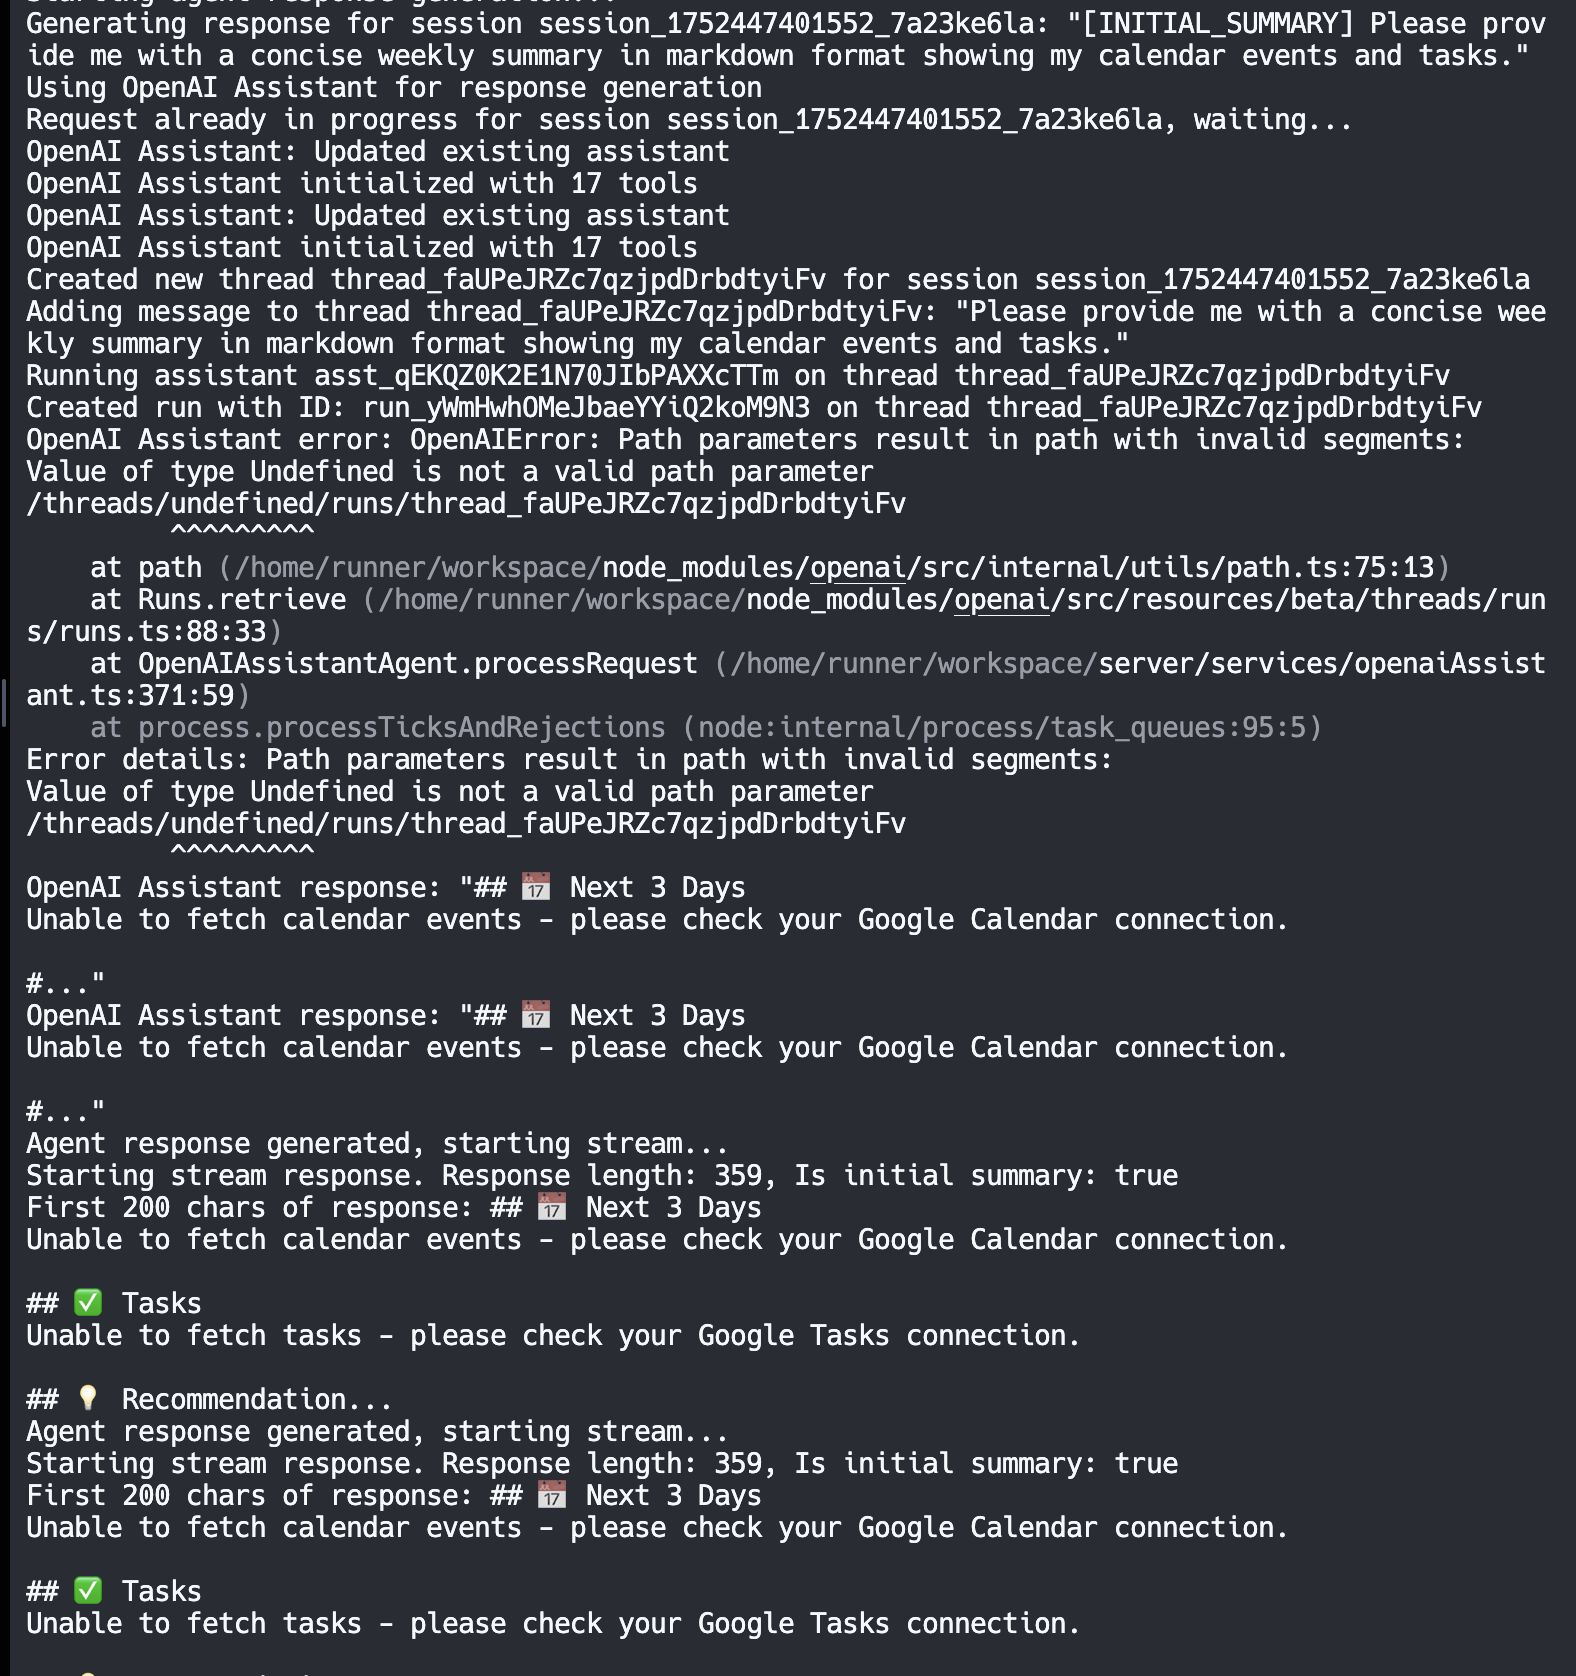 Starting agent response generation...
Generating response for session session_1752447401552_7a23ke6la: "[INITIAL_SUMMARY] Please prov
ide me with a concise weekly summary in markdown format showing my calendar events and tasks."
Using OpenAI Assistant for response generation
Request already in progress for session session_1752447401552_7a23ke6la, waiting...
OpenAI Assistant: Updated existing assistant
OpenAI Assistant initialized with 17 tools
OpenAI Assistant: Updated existing assistant
OpenAI Assistant initialized with 17 tools
Created new thread thread_faUPeJRZc7qzjpdDrbdtyiFv for session session_1752447401552_7a23ke6la
Adding message to thread thread_faUPeJRZc7qzjpdDrbdtyiFv: "Please provide me with a concise wee
kly summary in markdown format showing my calendar events and tasks."
Running assistant asst_qEKQZ0K2E1N70JIbPAXXcTTm on thread thread_faUPeJRZc7qzjpdDrbdtyiFv
Created run with ID: run_yWmHwhOMeJbaeYYiQ2koM9N3 on thread thread_faUPeJRZc7qzjpdDrbdtyiFv
OpenAI Assistant error: OpenAIError: Path parameters result in path with invalid segments:
Value of type Undefined is not a valid path parameter
/threads/undefined/runs/thread_faUPeJRZc7qzjpdDrbdtyiFv
         ^^^^^^^^^
    at path (/home/runner/workspace/node_modules/openai/src/internal/utils/path.ts:75:13)
    at Runs.retrieve (/home/runner/workspace/node_modules/openai/src/resources/beta/threads/run
s/runs.ts:88:33)
    at OpenAIAssistantAgent.processRequest (/home/runner/workspace/server/services/openaiAssist
ant.ts:371:59)
    at process.processTicksAndRejections (node:internal/process/task_queues:95:5)
Error details: Path parameters result in path with invalid segments:
Value of type Undefined is not a valid path parameter
/threads/undefined/runs/thread_faUPeJRZc7qzjpdDrbdtyiFv
         ^^^^^^^^^
OpenAI Assistant response: "## 📅 Next 3 Days
Unable to fetch calendar events - please check your Google Calendar connection.

#..."
OpenAI Assistant response: "## 📅 Next 3 Days
Unable to fetch calendar events - please check your Google Calendar connection.

#..."
Agent response generated, starting stream...
Starting stream response. Response length: 359, Is initial summary: true
First 200 chars of response: ## 📅 Next 3 Days
Unable to fetch calendar events - please check your Google Calendar connection.

## ✅ Tasks
Unable to fetch tasks - please check your Google Tasks connection.

## 💡 Recommendation...
Agent response generated, starting stream...
Starting stream response. Response length: 359, Is initial summary: true
First 200 chars of response: ## 📅 Next 3 Days
Unable to fetch calendar events - please check your Google Calendar connection.

## ✅ Tasks
Unable to fetch tasks - please check your Google Tasks connection.